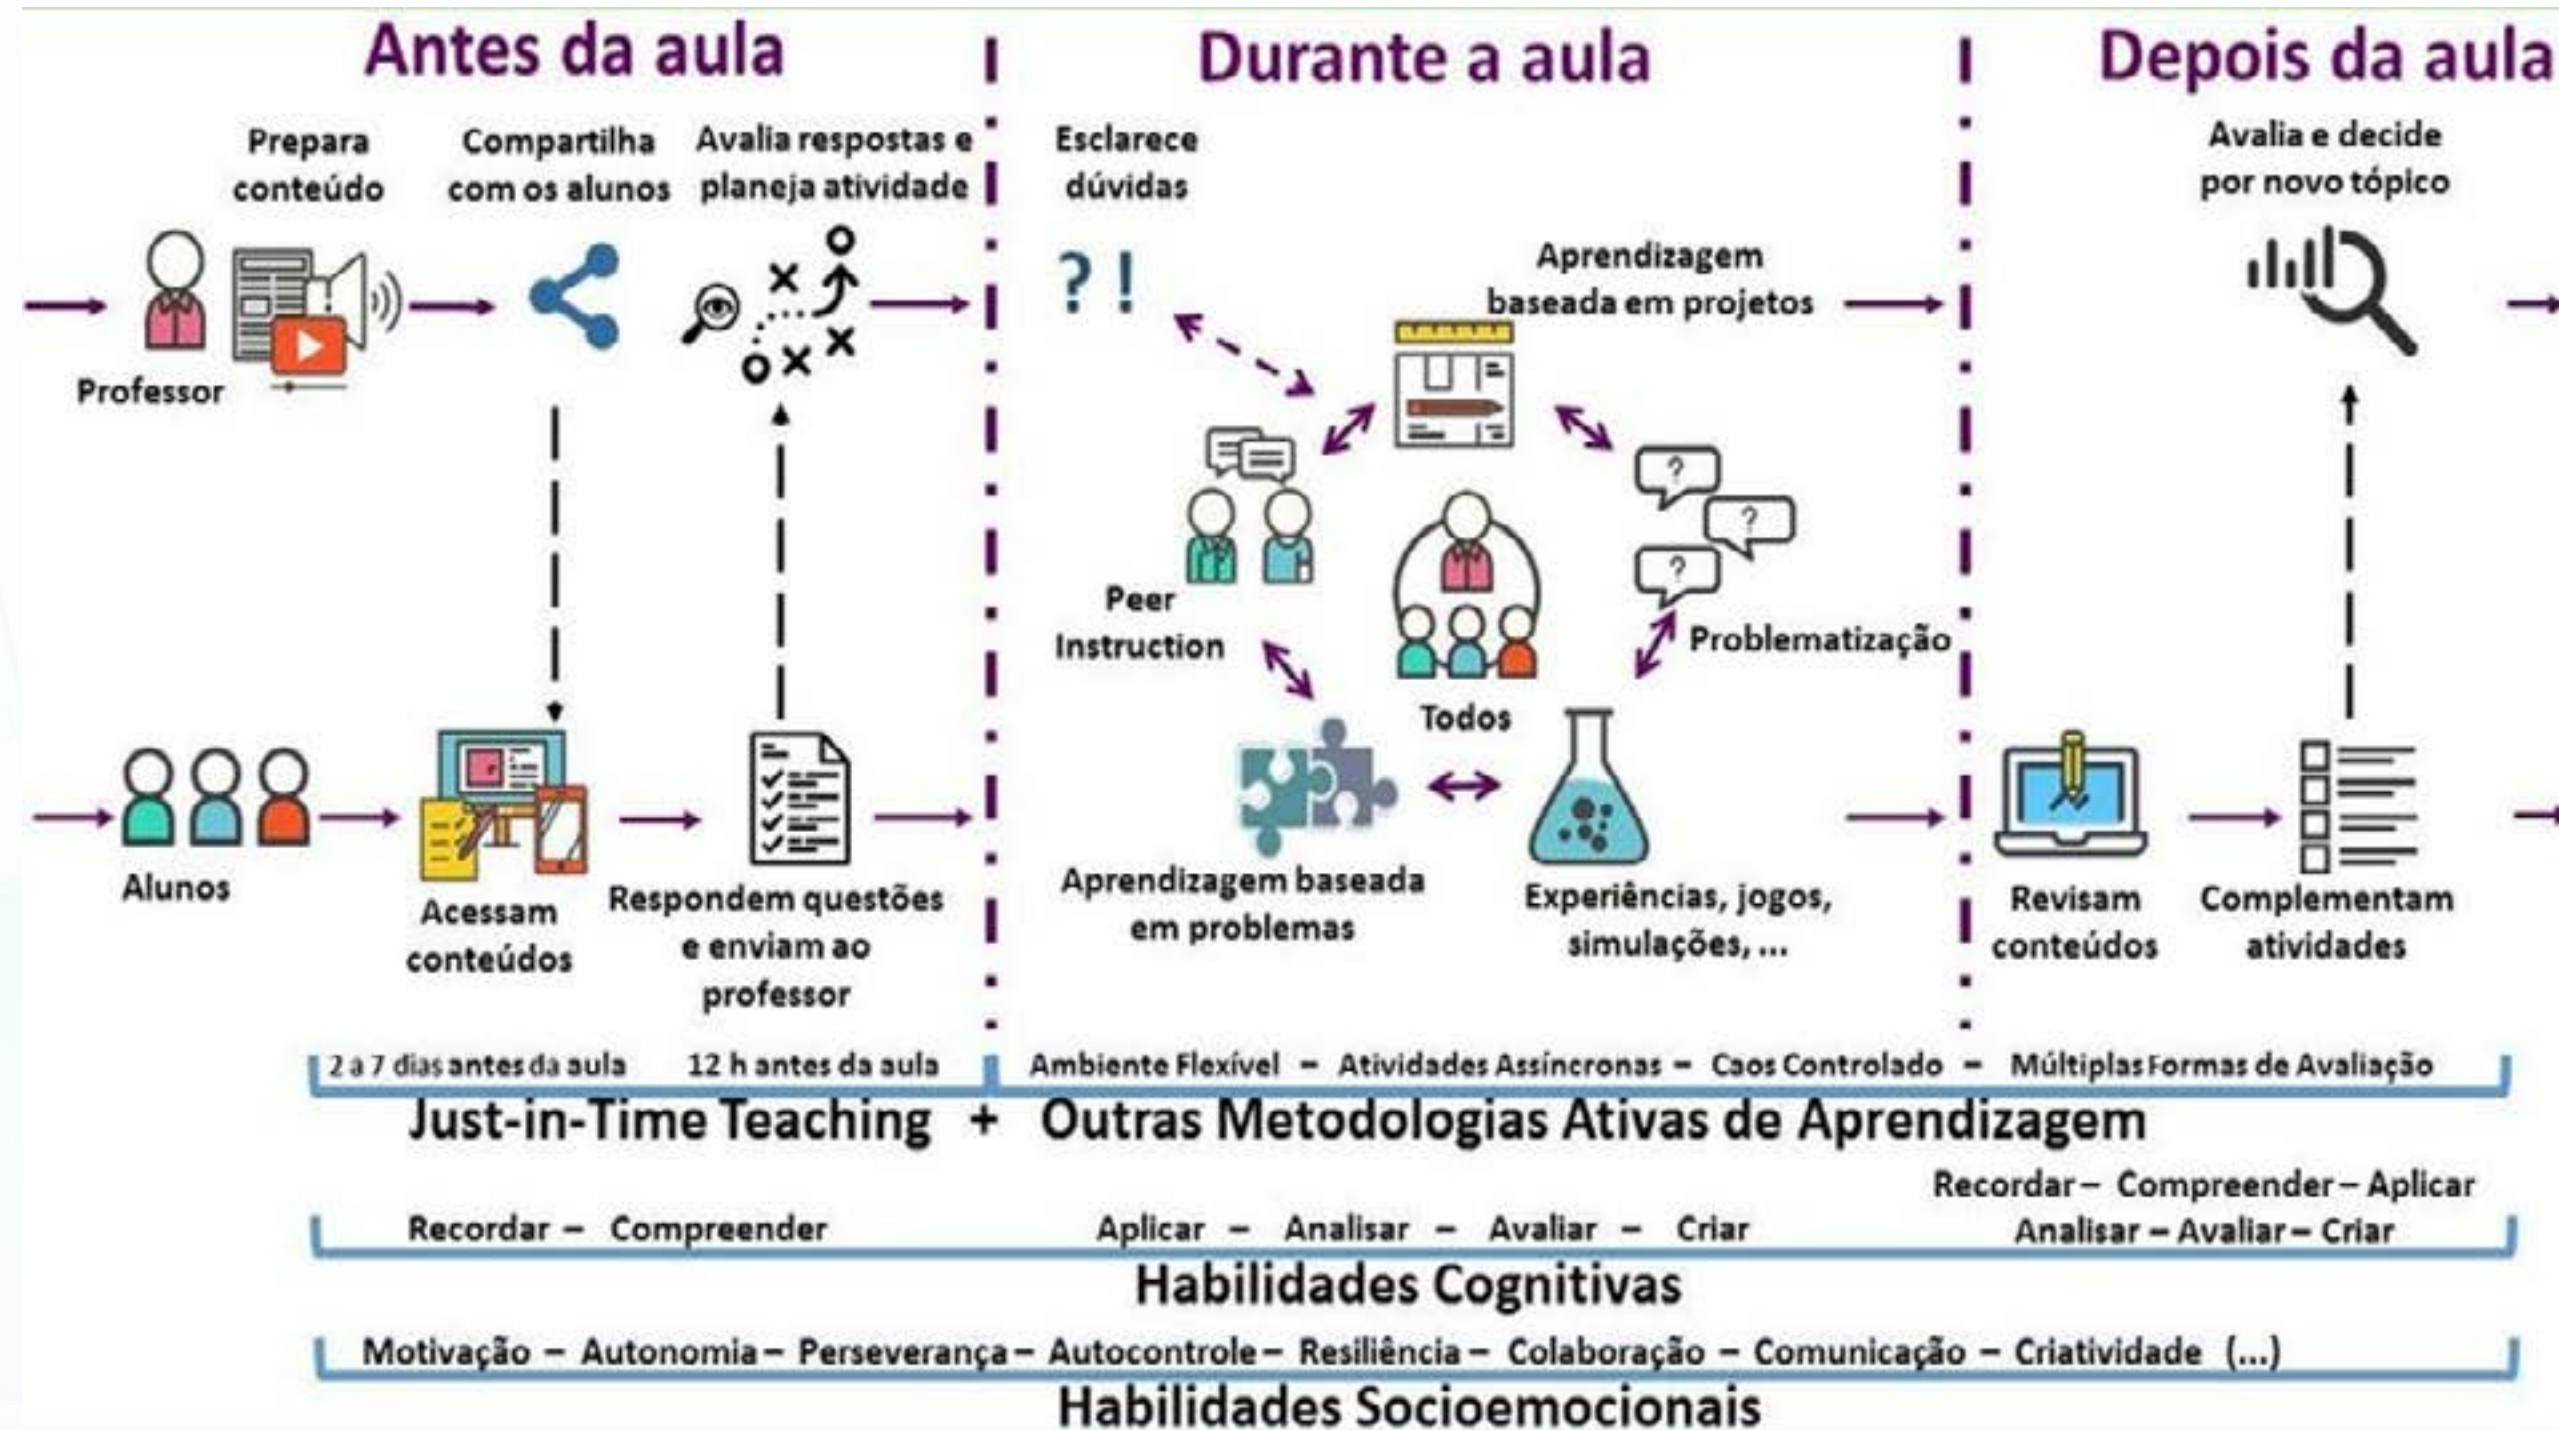 Antes da aula
Durante a aula
Depois da aula
Prepara
conteúdo
Compartilha
com os alunos
Avalia respostas e
planeja atividade
Professor
Alunos
Acessam
conteúdos
Respondem questões
e enviam ao
professor
Esclarece
dúvidas
? !
Aprendizagem
baseada em projetos
?
?
?
Peer
Instruction
Problematização
Todos
Aprendizagem baseada
em problemas
Experiências, jogos,
simulações, ...
Avalia e decide
por novo tópico
Revisam
conteúdos
Complementam
atividades
2 a 7 dias antes da aula
12 h antes da aula
Ambiente Flexível – Atividades Assíncronas – Caos Controlado – Múltiplas Formas de Avaliação
Just-in-Time Teaching + Outras Metodologias Ativas de Aprendizagem
Recordar – Compreender
Aplicar – Analisar – Avaliar – Criar
Recordar – Compreender – Aplicar
Analisar – Avaliar – Criar
Habilidades Cognitivas
Motivação – Autonomia – Perseverança – Autocontrole – Resiliência – Colaboração – Comunicação – Criatividade (...)
Habilidades Socioemocionais